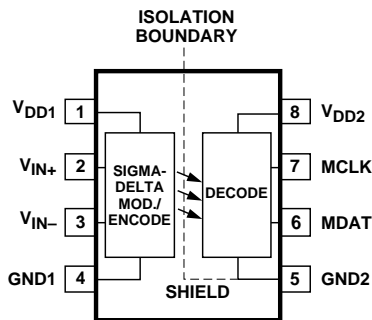 ISOLATION
BOUNDARY
VDD1 1
8 VDD2
VIN+ 2
7 MCLK
SIGMA-
DELTA
MOD./
ENCODE
DECODE
VIN– 3
6 MDAT
GND1 4
5 GND2
SHIELD